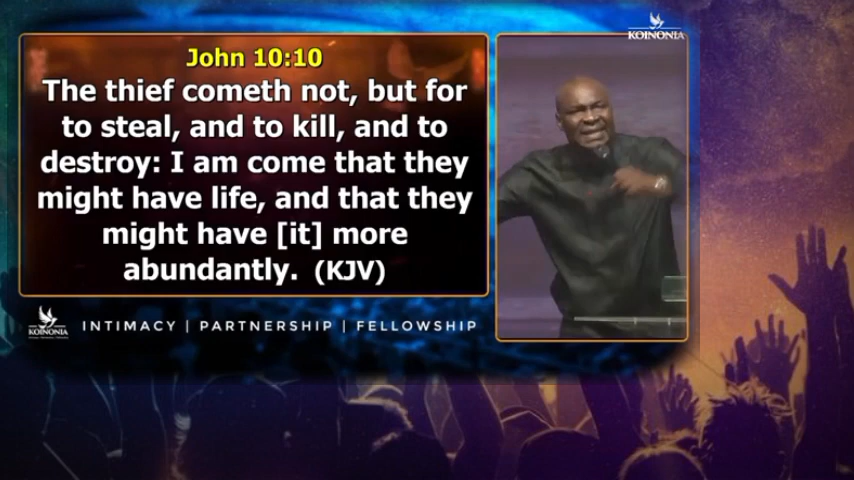 KOINONIA
John 10:10
The thief cometh not, but for
to steal, and to kill, and to
destroy: I am come that they
might have life, and that they
might have [it] more
abundantly. (KJV)
KOINONIA
INTIMACY | PARTNERSHIP | FELLOWSHIP